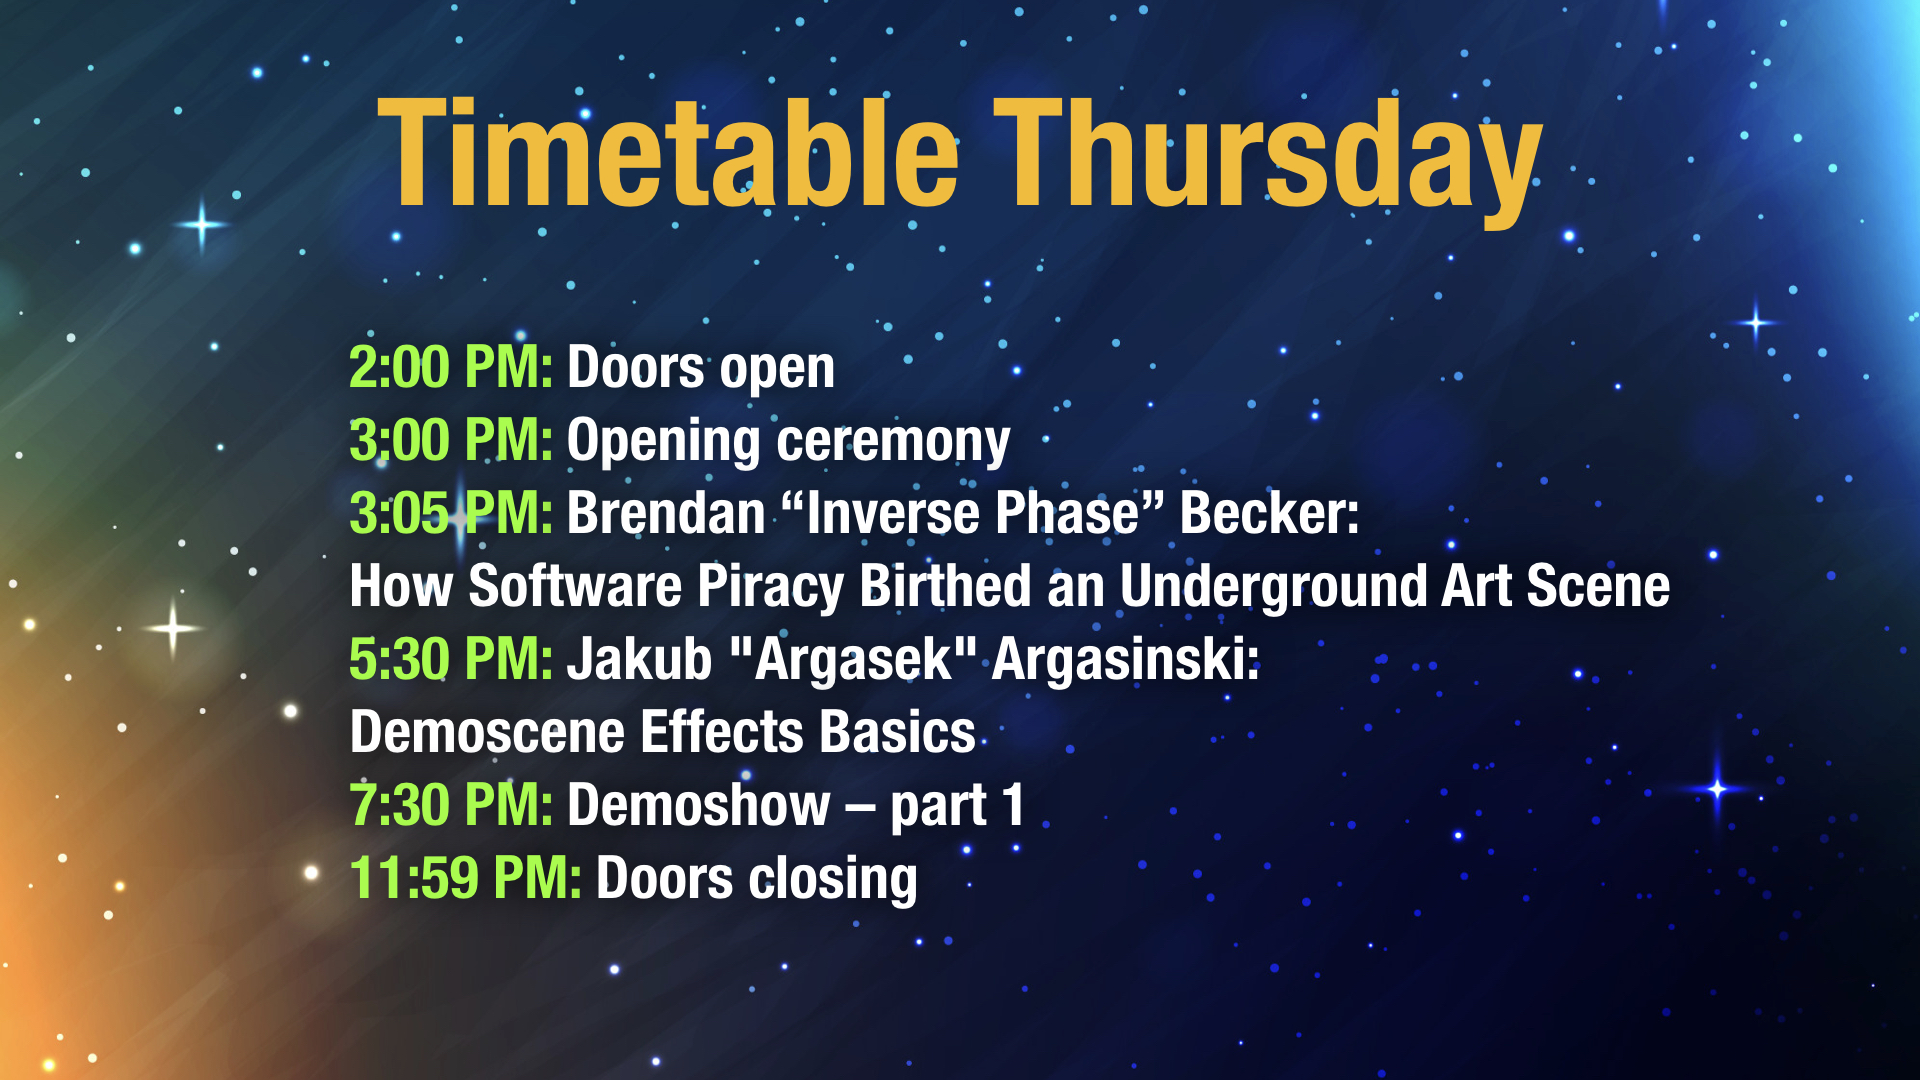 Timetable Thursday
2:00 PM: Doors open
3:00 PM: Opening ceremony
3:05 PM: Brendan “Inverse Phase” Becker:
How Software Piracy Birthed an Underground Art Scene
5:30 PM: Jakub "Argasek" Argasinski:
Demoscene Effects Basics
7:30 PM: Demoshow – part 1
11:59 PM: Doors closing